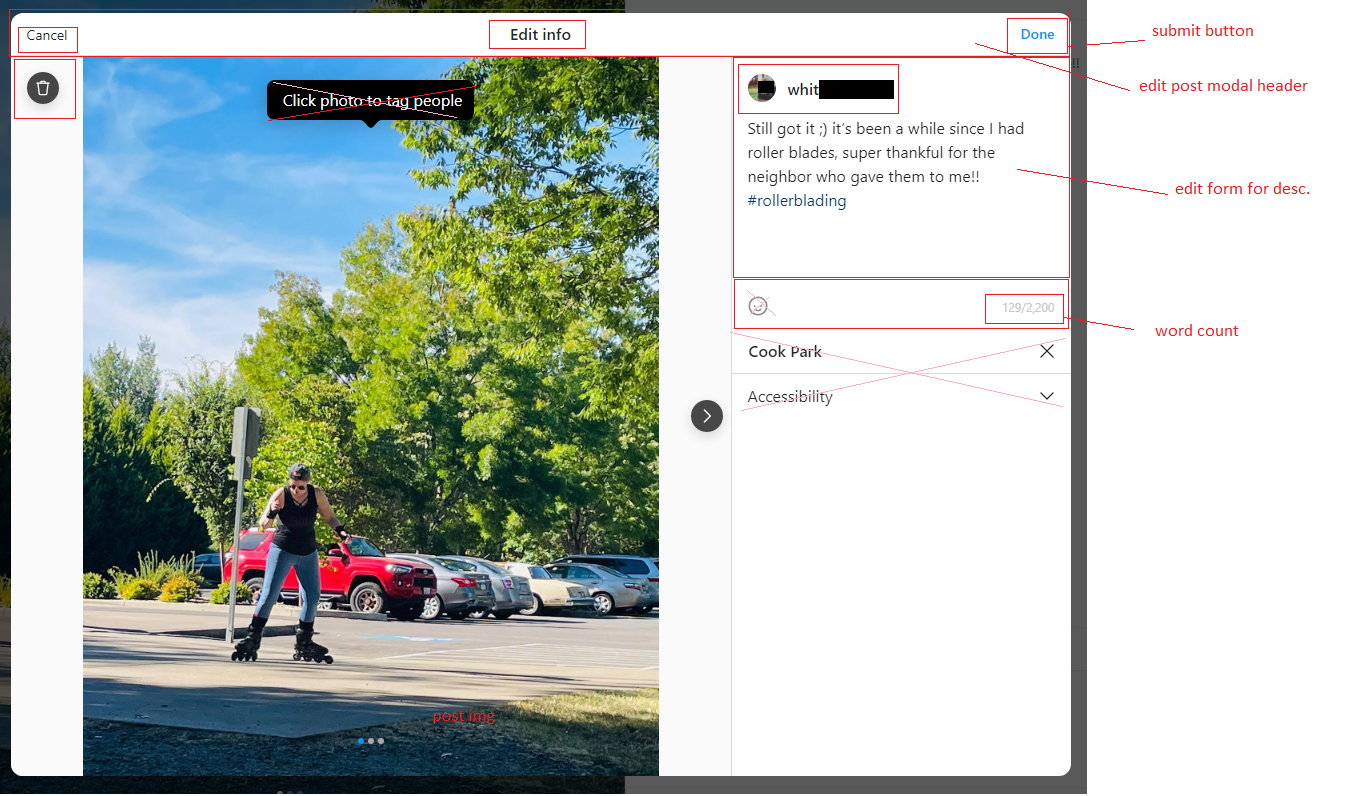 Cancel
Edit info
Done
submit button
edit post modal header
Click photo to tag people
whit
Still got it ;) it's been a while since I had
roller blades, super thankful for the
neighbor who gave them to me!!
#rollerblading
edit form for desc.
129/2,200
word count
Cook Park
Accessibility
post img